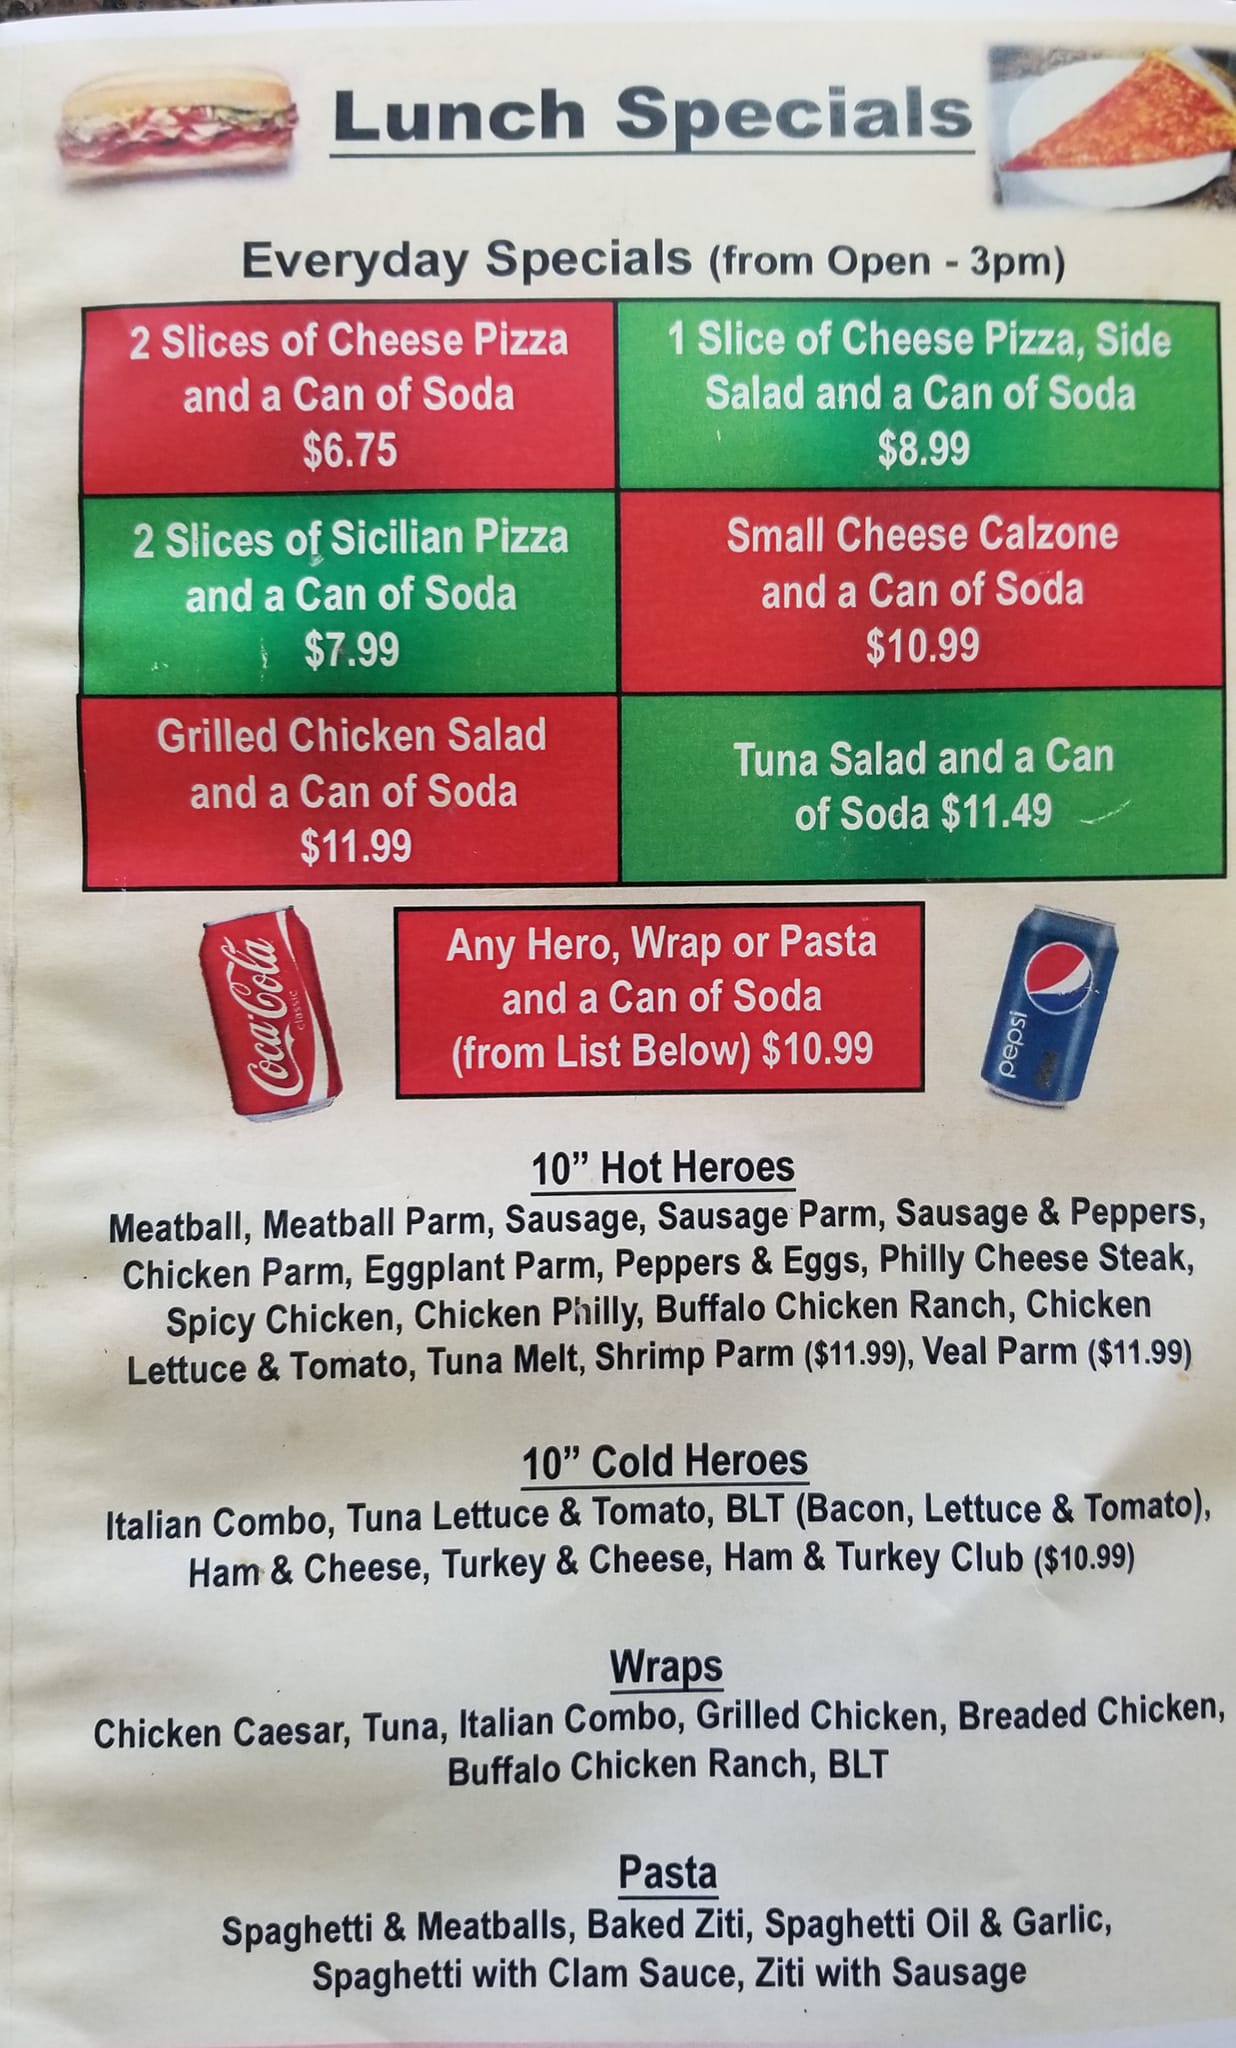 Lunch Specials
Everyday Specials (from Open - 3pm)
2 Slices of Cheese Pizza
and a Can of Soda
$6.75
1 Slice of Cheese Pizza, Side
Salad and a Can of Soda
$8.99
2 Slices of Sicilian Pizza
and a Can of Soda
$7.99
Small Cheese Calzone
and a Can of Soda
$10.99
Grilled Chicken Salad
and a Can of Soda
$11.99
Tuna Salad and a Can
of Soda $11.49
Coca-Cola
classic
Any Hero, Wrap or Pasta
and a Can of Soda
(from List Below) $10.99
pepsi
10” Hot Heroes
Meatball, Meatball Parm, Sausage, Sausage Parm, Sausage & Peppers,
Chicken Parm, Eggplant Parm, Peppers & Eggs, Philly Cheese Steak,
Spicy Chicken, Chicken Philly, Buffalo Chicken Ranch, Chicken
Lettuce & Tomato, Tuna Melt, Shrimp Parm ($11.99), Veal Parm ($11.99)
10” Cold Heroes
Italian Combo, Tuna Lettuce & Tomato, BLT (Bacon, Lettuce & Tomato),
Ham & Cheese, Turkey & Cheese, Ham & Turkey Club ($10.99)
Wraps
Chicken Caesar, Tuna, Italian Combo, Grilled Chicken, Breaded Chicken,
Buffalo Chicken Ranch, BLT
Pasta
Spaghetti & Meatballs, Baked Ziti, Spaghetti Oil & Garlic,
Spaghetti with Clam Sauce, Ziti with Sausage